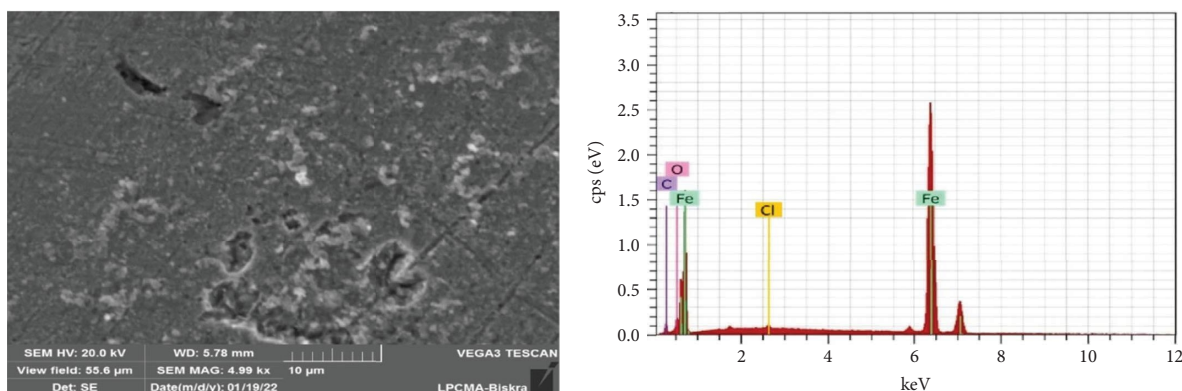 SEM HV: 20.0 kV WD: 5.78 mm VEGA3 TESCAN
View field: 55.6 µm SEM MAG: 4.99 kx 10 µm
Det: SE Date(m/d/y): 01/19/22 LPCMA-Biskra
3.5
3.0
2.5
2.0
1.5
1.0
0.5
0.0
cps (eV)
O
C
Fe
Cl
Fe
2 4 6 8 10 12
keV